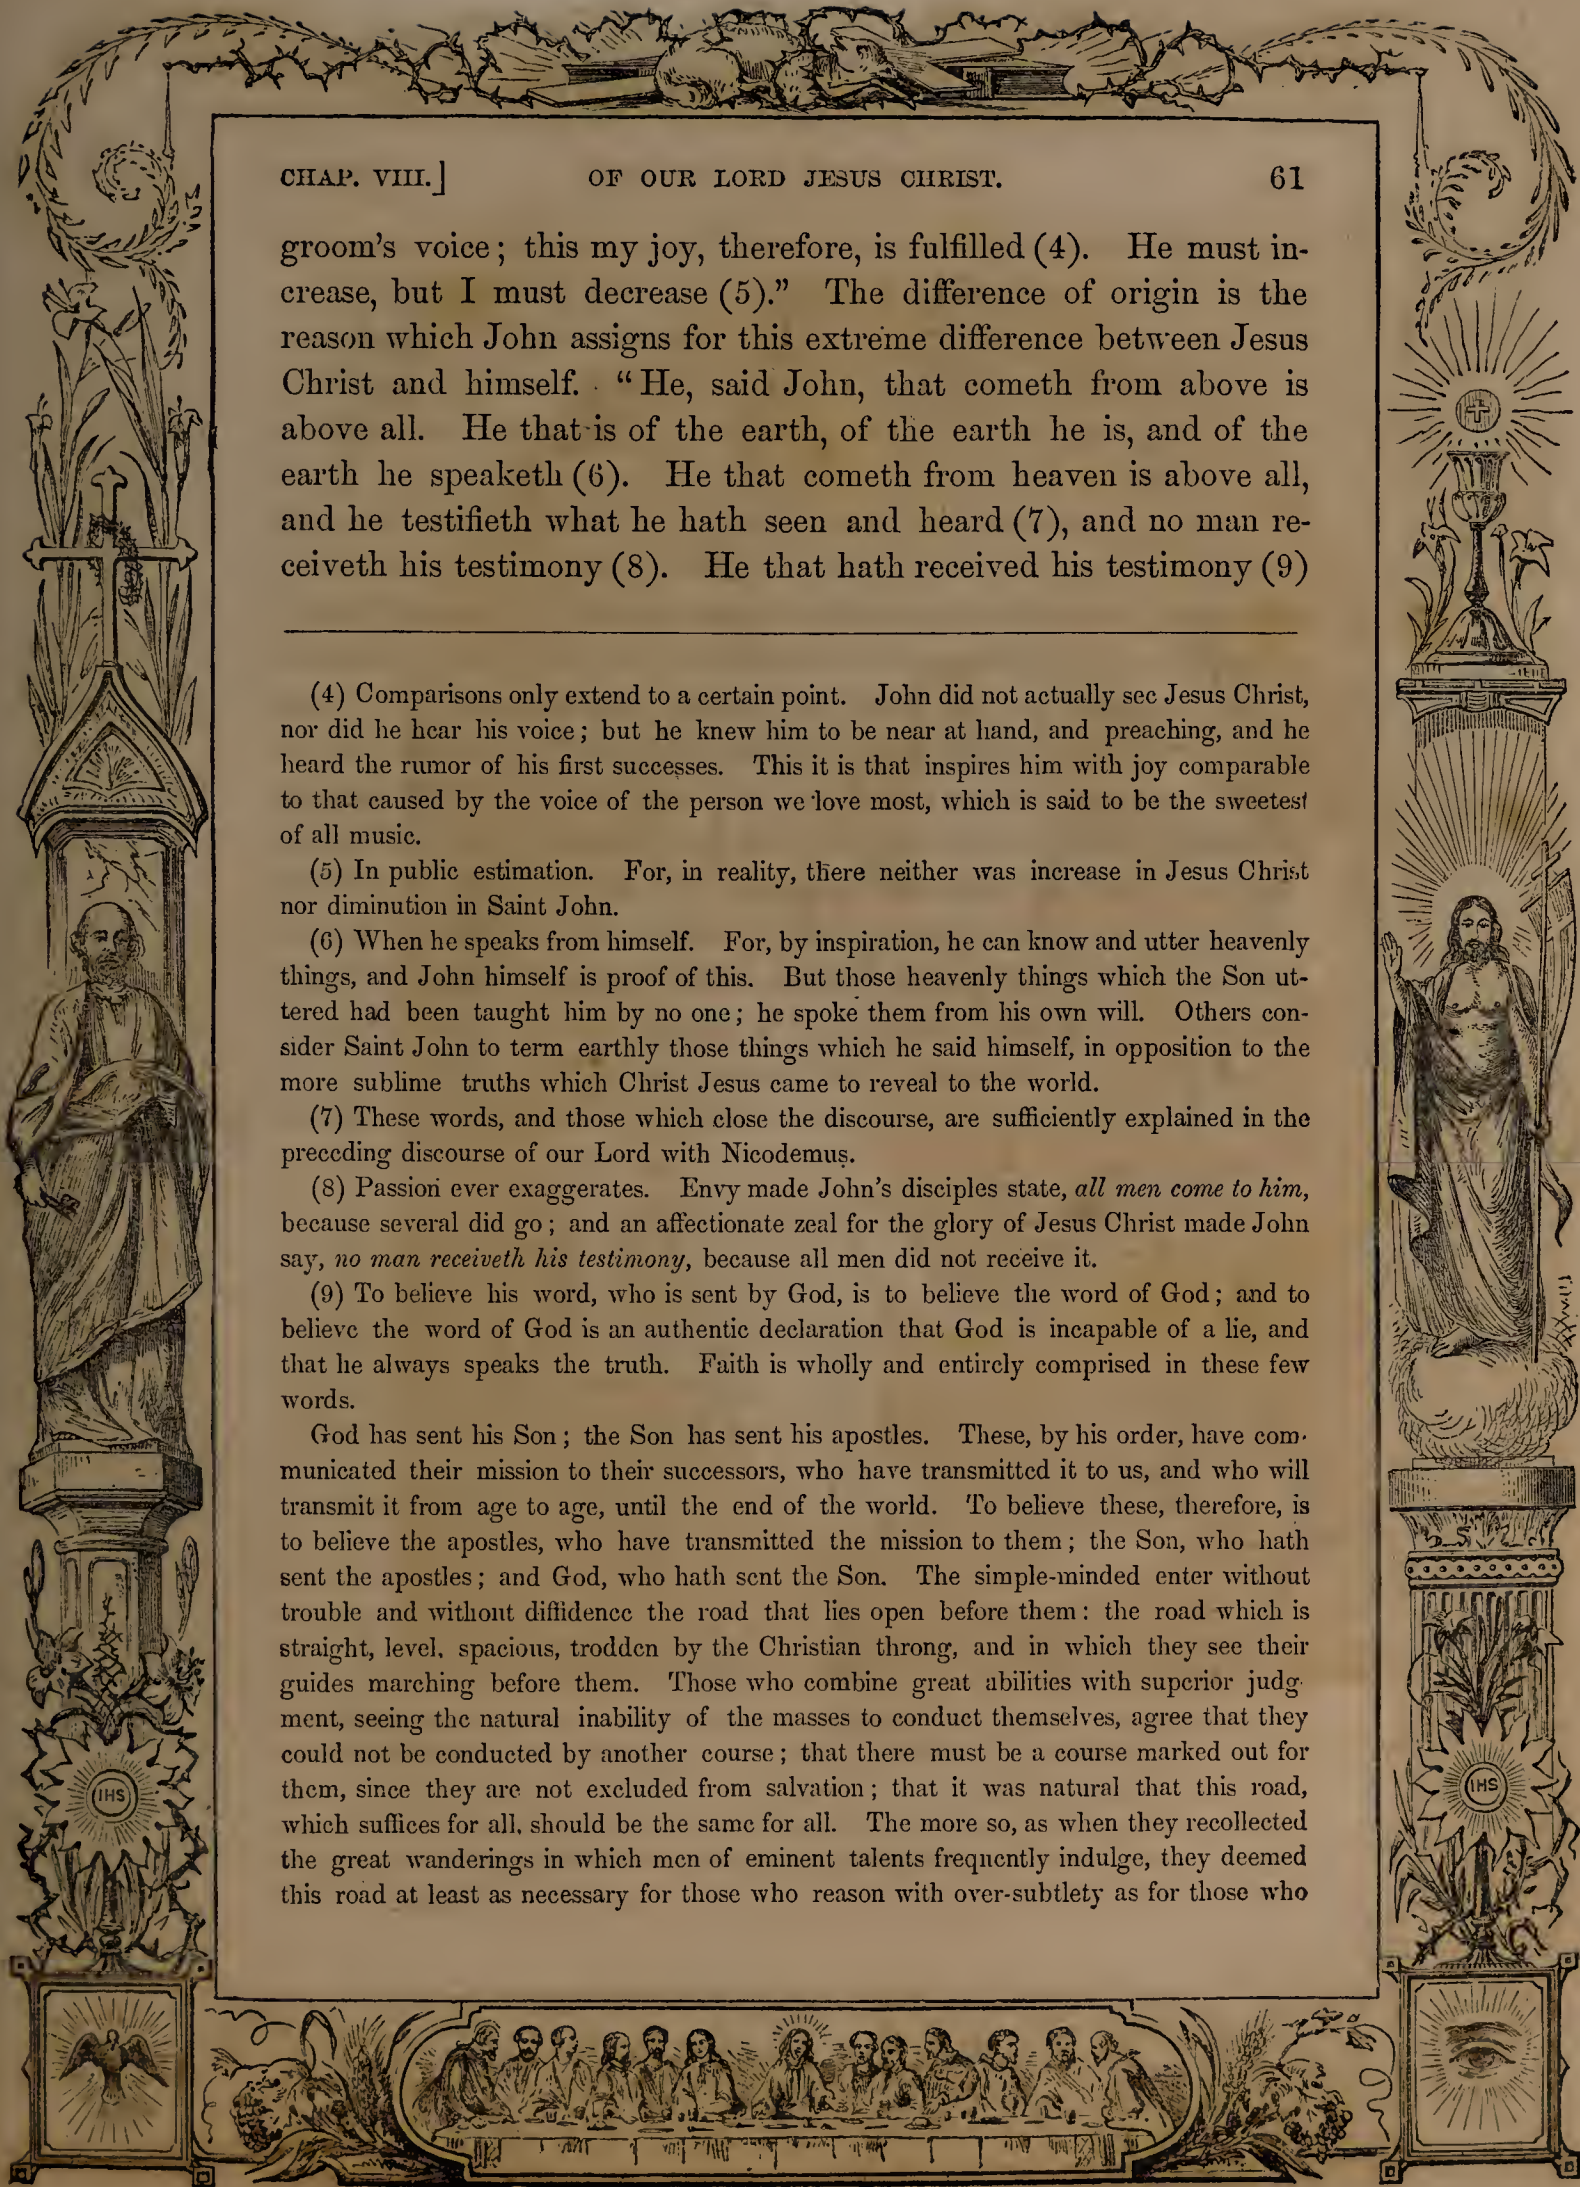 CHAP. VIII.] OF OUR LORD JESUS CHRIST. 61
groom's voice; this my joy, therefore, is fulfilled (4). He must in-
crease, but I must decrease (5)." The difference of origin is the
reason which John assigns for this extreme difference between Jesus
Christ and himself. "He, said John, that cometh from above is
above all. He that is of the earth, of the earth he is, and of the
earth he speaketh (6). He that cometh from heaven is above all,
and he testifieth what he hath seen and heard (7), and no man re-
ceiveth his testimony (8). He that hath received his testimony (9)
(4) Comparisons only extend to a certain point. John did not actually see Jesus Christ,
nor did he hear his voice; but he knew him to be near at hand, and preaching, and he
heard the rumor of his first successes. This it is that inspires him with joy comparable
to that caused by the voice of the person we love most, which is said to be the sweetest
of all music.
(5) In public estimation. For, in reality, there neither was increase in Jesus Christ
nor diminution in Saint John.
(6) When he speaks from himself. For, by inspiration, he can know and utter heavenly
things, and John himself is proof of this. But those heavenly things which the Son ut-
tered had been taught him by no one; he spoke them from his own will. Others con-
sider Saint John to term earthly those things which he said himself, in opposition to the
more sublime truths which Christ Jesus came to reveal to the world.
(7) These words, and those which close the discourse, are sufficiently explained in the
preceding discourse of our Lord with Nicodemus.
(8) Passion ever exaggerates. Envy made John's disciples state, all men come to him,
because several did go; and an affectionate zeal for the glory of Jesus Christ made John
say, no man receiveth his testimony, because all men did not receive it.
(9) To believe his word, who is sent by God, is to believe the word of God; and to
believe the word of God is an authentic declaration that God is incapable of a lie, and
that he always speaks the truth. Faith is wholly and entirely comprised in these few
words.
God has sent his Son; the Son has sent his apostles. These, by his order, have com-
municated their mission to their successors, who have transmitted it to us, and who will
transmit it from age to age, until the end of the world. To believe these, therefore, is
to believe the apostles, who have transmitted the mission to them; the Son, who hath
sent the apostles; and God, who hath sent the Son. The simple-minded enter without
trouble and without diffidence the road that lies open before them: the road which is
straight, level, spacious, trodden by the Christian throng, and in which they see their
guides marching before them. Those who combine great abilities with superior judg-
ment, seeing the natural inability of the masses to conduct themselves, agree that they
could not be conducted by another course; that there must be a course marked out for
them, since they are not excluded from salvation; that it was natural that this road,
which suffices for all, should be the same for all. The more so, as when they recollected
the great wanderings in which men of eminent talents frequently indulge, they deemed
this road at least as necessary for those who reason with over-subtlety as for those who
IHS
IHS